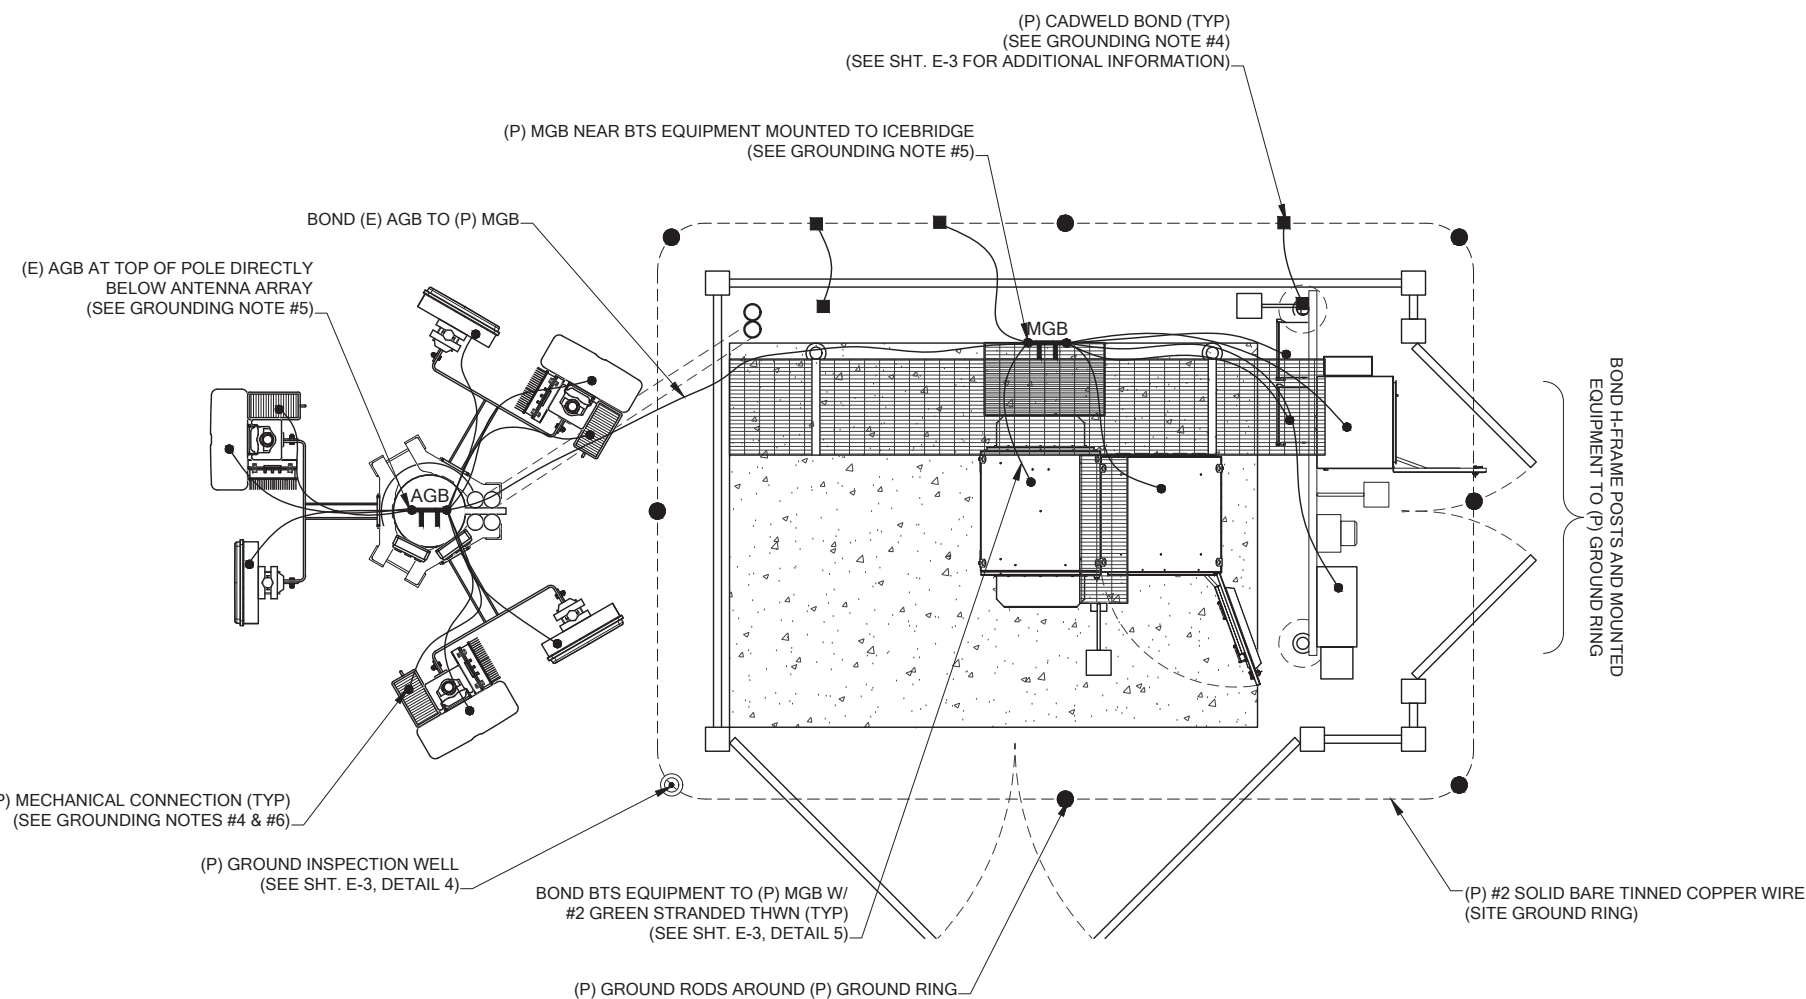 (P) CADWELD BOND (TYP)
(SEE GROUNDING NOTE #4)
(SEE SHT. E-3 FOR ADDITIONAL INFORMATION)
(P) MGB NEAR BTS EQUIPMENT MOUNTED TO ICEBRIDGE
(SEE GROUNDING NOTE #5)
BOND (E) AGB TO (P) MGB
(E) AGB AT TOP OF POLE DIRECTLY
BELOW ANTENNA ARRAY
(SEE GROUNDING NOTE #5)
MGB
AGB
BOND H-FRAME POSTS AND MOUNTED
EQUIPMENT TO (P) GROUND RING
P) MECHANICAL CONNECTION (TYP)
(SEE GROUNDING NOTES #4 & #6)
(P) GROUND INSPECTION WELL
(SEE SHT. E-3, DETAIL 4)
BOND BTS EQUIPMENT TO (P) MGB W/
#2 GREEN STRANDED THWN (TYP)
(SEE SHT. E-3, DETAIL 5)
(P) #2 SOLID BARE TINNED COPPER WIRE
(SITE GROUND RING)
(P) GROUND RODS AROUND (P) GROUND RING